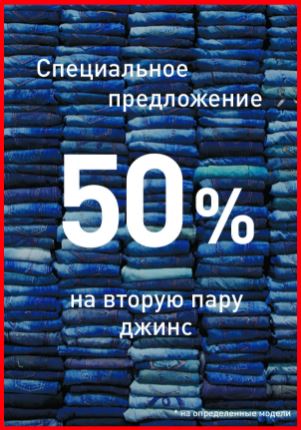 Специальное
предложение
50%
на вторую пару
джинс
* на определенные модели